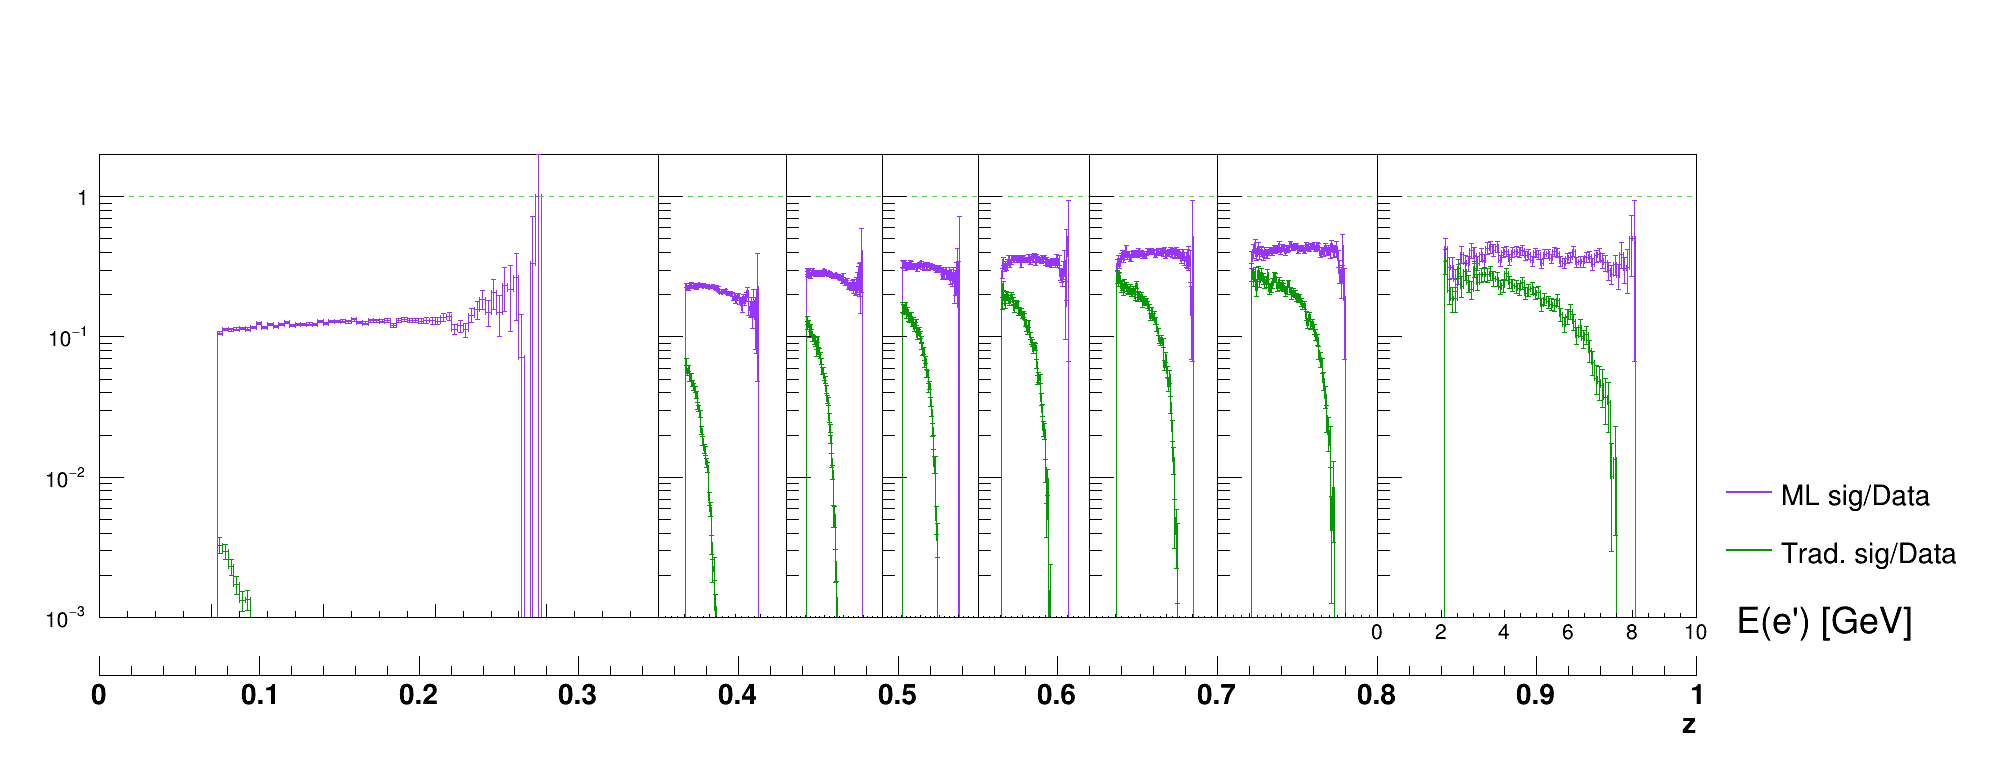 1
10⁻¹
10⁻²
10⁻³
ML sig/Data
Trad. sig/Data
0 2 4 6 8 10
E(e') [GeV]
0 0.1 0.2 0.3 0.4 0.5 0.6 0.7 0.8 0.9 1
z